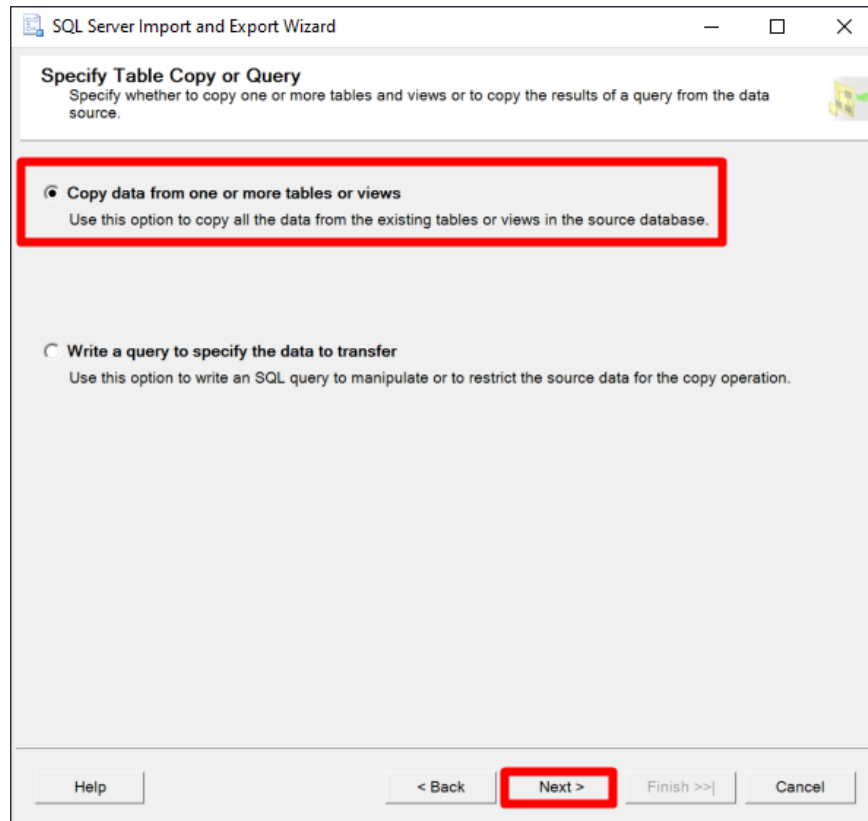 SQL Server Import and Export Wizard
Specify Table Copy or Query
Specify whether to copy one or more tables and views or to copy the results of a query from the data
source.
Copy data from one or more tables or views
Use this option to copy all the data from the existing tables or views in the source database.
Write a query to specify the data to transfer
Use this option to write an SQL query to manipulate or to restrict the source data for the copy operation.
Help < Back Next > Finish >>| Cancel